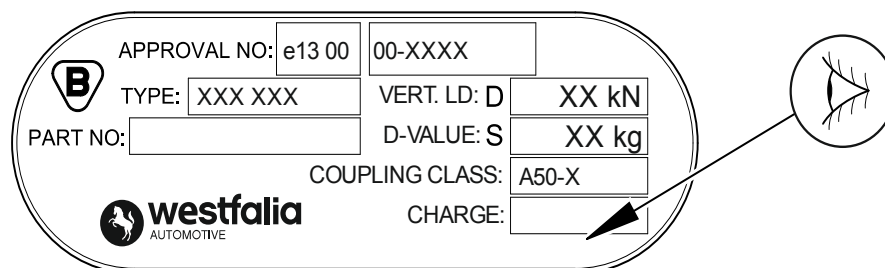 APPROVAL NO: e13 00 00-XXXX
B
TYPE: XXX XXX VERT. LD: D XX kN
PART NO: D-VALUE: S XX kg
COUPLING CLASS: A50-X
westfalia CHARGE:
AUTOMOTIVE